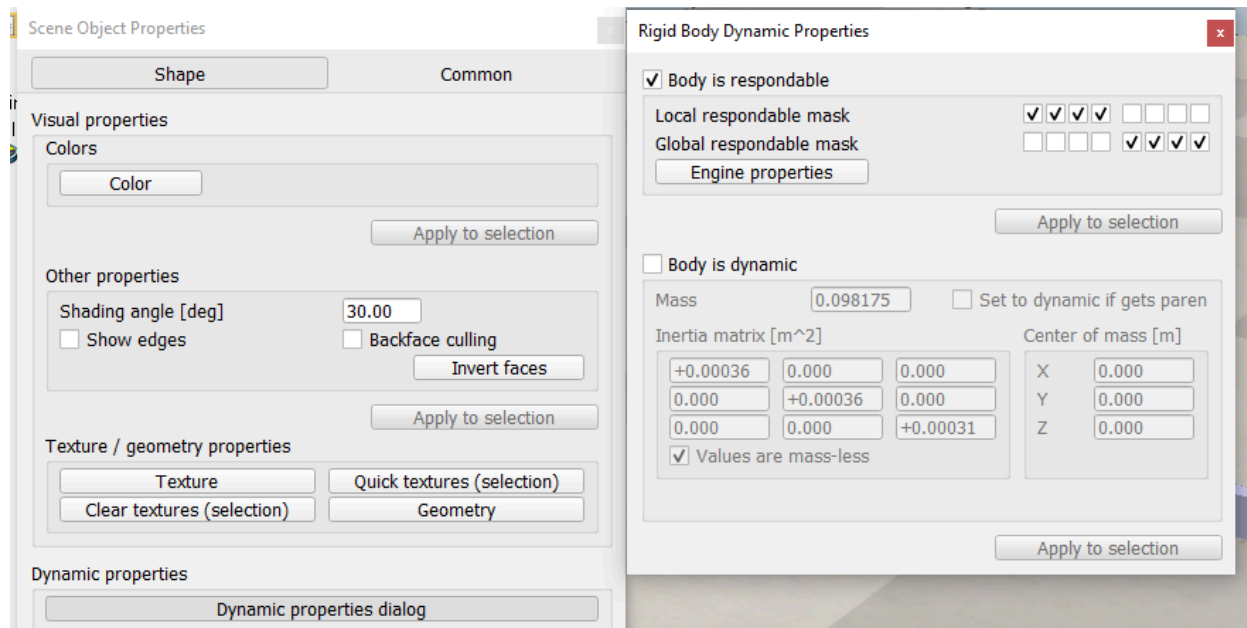 Scene Object Properties
x
Shape
Common
Visual properties
Colors
Color
Apply to selection
Other properties
Shading angle [deg]
30.00
Show edges
Backface culling
Invert faces
Apply to selection
Texture / geometry properties
Texture
Quick textures (selection)
Clear textures (selection)
Geometry
Dynamic properties
Dynamic properties dialog
Rigid Body Dynamic Properties
x
Body is respondable
Local respondable mask
Global respondable mask
Engine properties
Apply to selection
Body is dynamic
Mass
0.098175
Set to dynamic if gets paren
Inertia matrix [m^2]
+0.00036 0.000 0.000
0.000 +0.00036 0.000
0.000 0.000 +0.00031
Values are mass-less
Center of mass [m]
X 0.000
Y 0.000
Z 0.000
Apply to selection